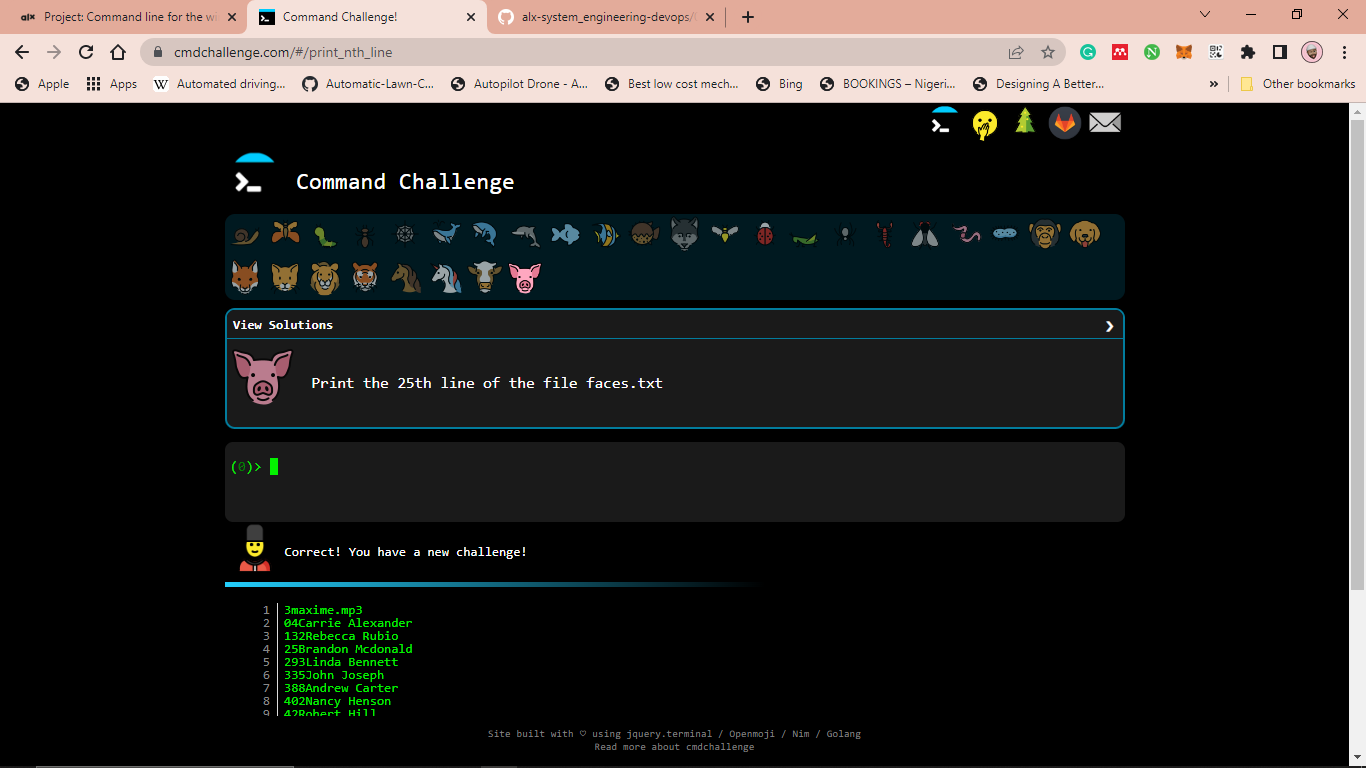 alx Project: Command line for the wi
Command Challenge!
alx-system_engineering-devops/
cmdchallenge.com/#/print_nth_line
Apple Apps Automated driving... Automatic-Lawn-C... Autopilot Drone - A... Best low cost mech... Bing BOOKINGS – Nigeri... Designing A Better... » Other bookmarks
Command Challenge
View Solutions
Print the 25th line of the file faces.txt
(0)>
Correct! You have a new challenge!
1 3maxime.mp3
2 04Carrie Alexander
3 132Rebecca Rubio
4 25Brandon Mcdonald
5 293Linda Bennett
6 335John Joseph
7 388Andrew Carter
8 402Nancy Henson
9 42Robert Hill
Site built with ♡ using jquery.terminal / Openmoji / Nim / Golang
Read more about cmdchallenge